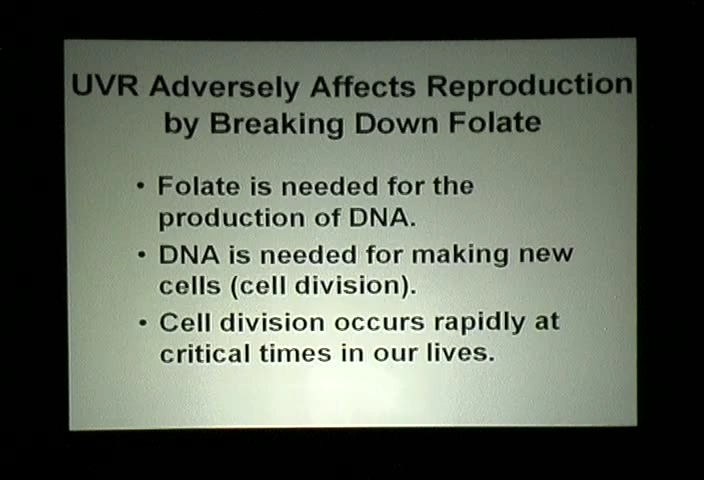 UVR Adversely Affects Reproduction
by Breaking Down Folate
• Folate is needed for the
production of DNA.
• DNA is needed for making new
cells (cell division).
• Cell division occurs rapidly at
critical times in our lives.